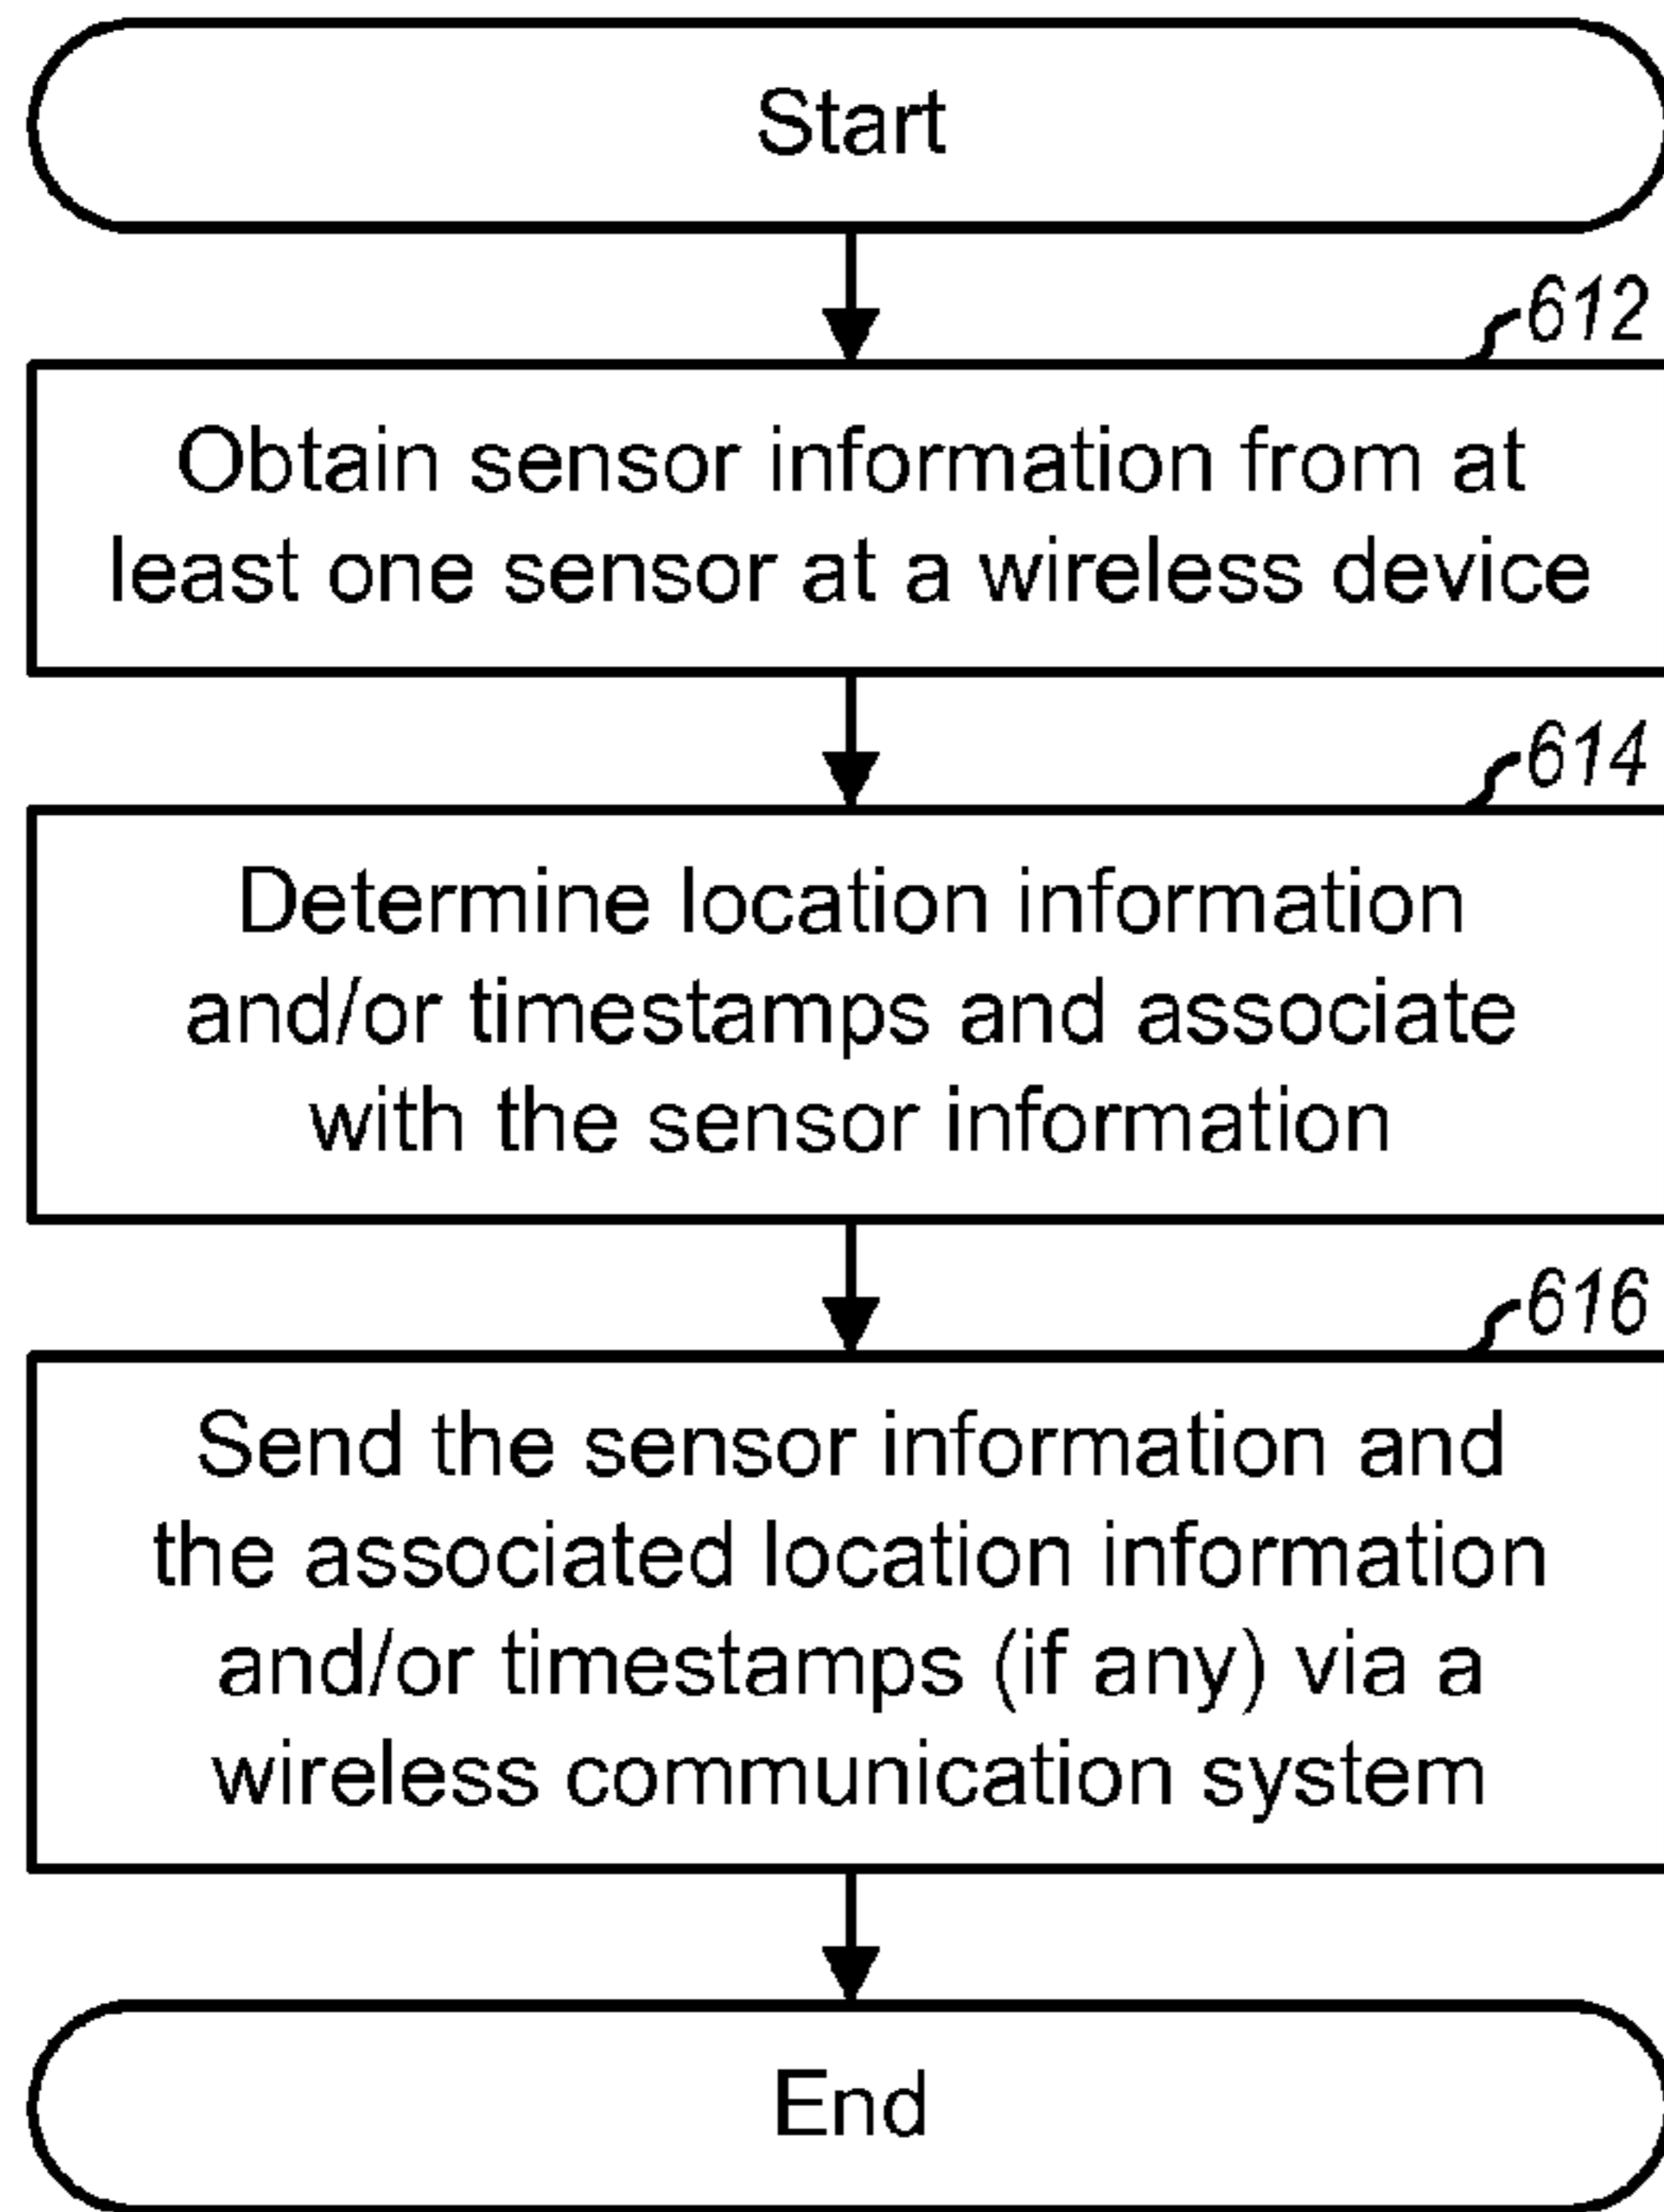 Start
612
Obtain sensor information from at
least one sensor at a wireless device
614
Determine location information
and/or timestamps and associate
with the sensor information
616
Send the sensor information and
the associated location information
and/or timestamps (if any) via a
wireless communication system
End